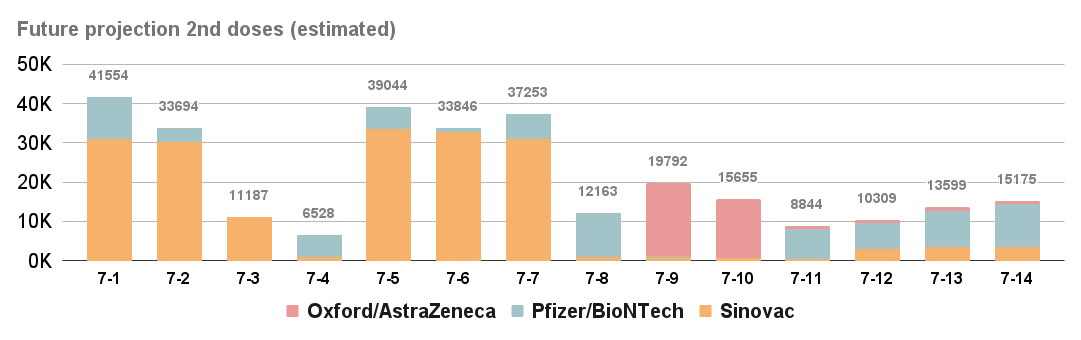 Future projection 2nd doses (estimated)
50K
41554
39044
37253
40K
33694
33846
30K
19792
20K
15655
15175
12163
13599
11187
10309
8844
6528
10K
0K
7-1 7-2 7-3 7-4 7-5 7-6 7-7 7-8 7-9 7-10 7-11 7-12 7-13 7-14
Oxford/AstraZeneca Pfizer/BioNTech Sinovac